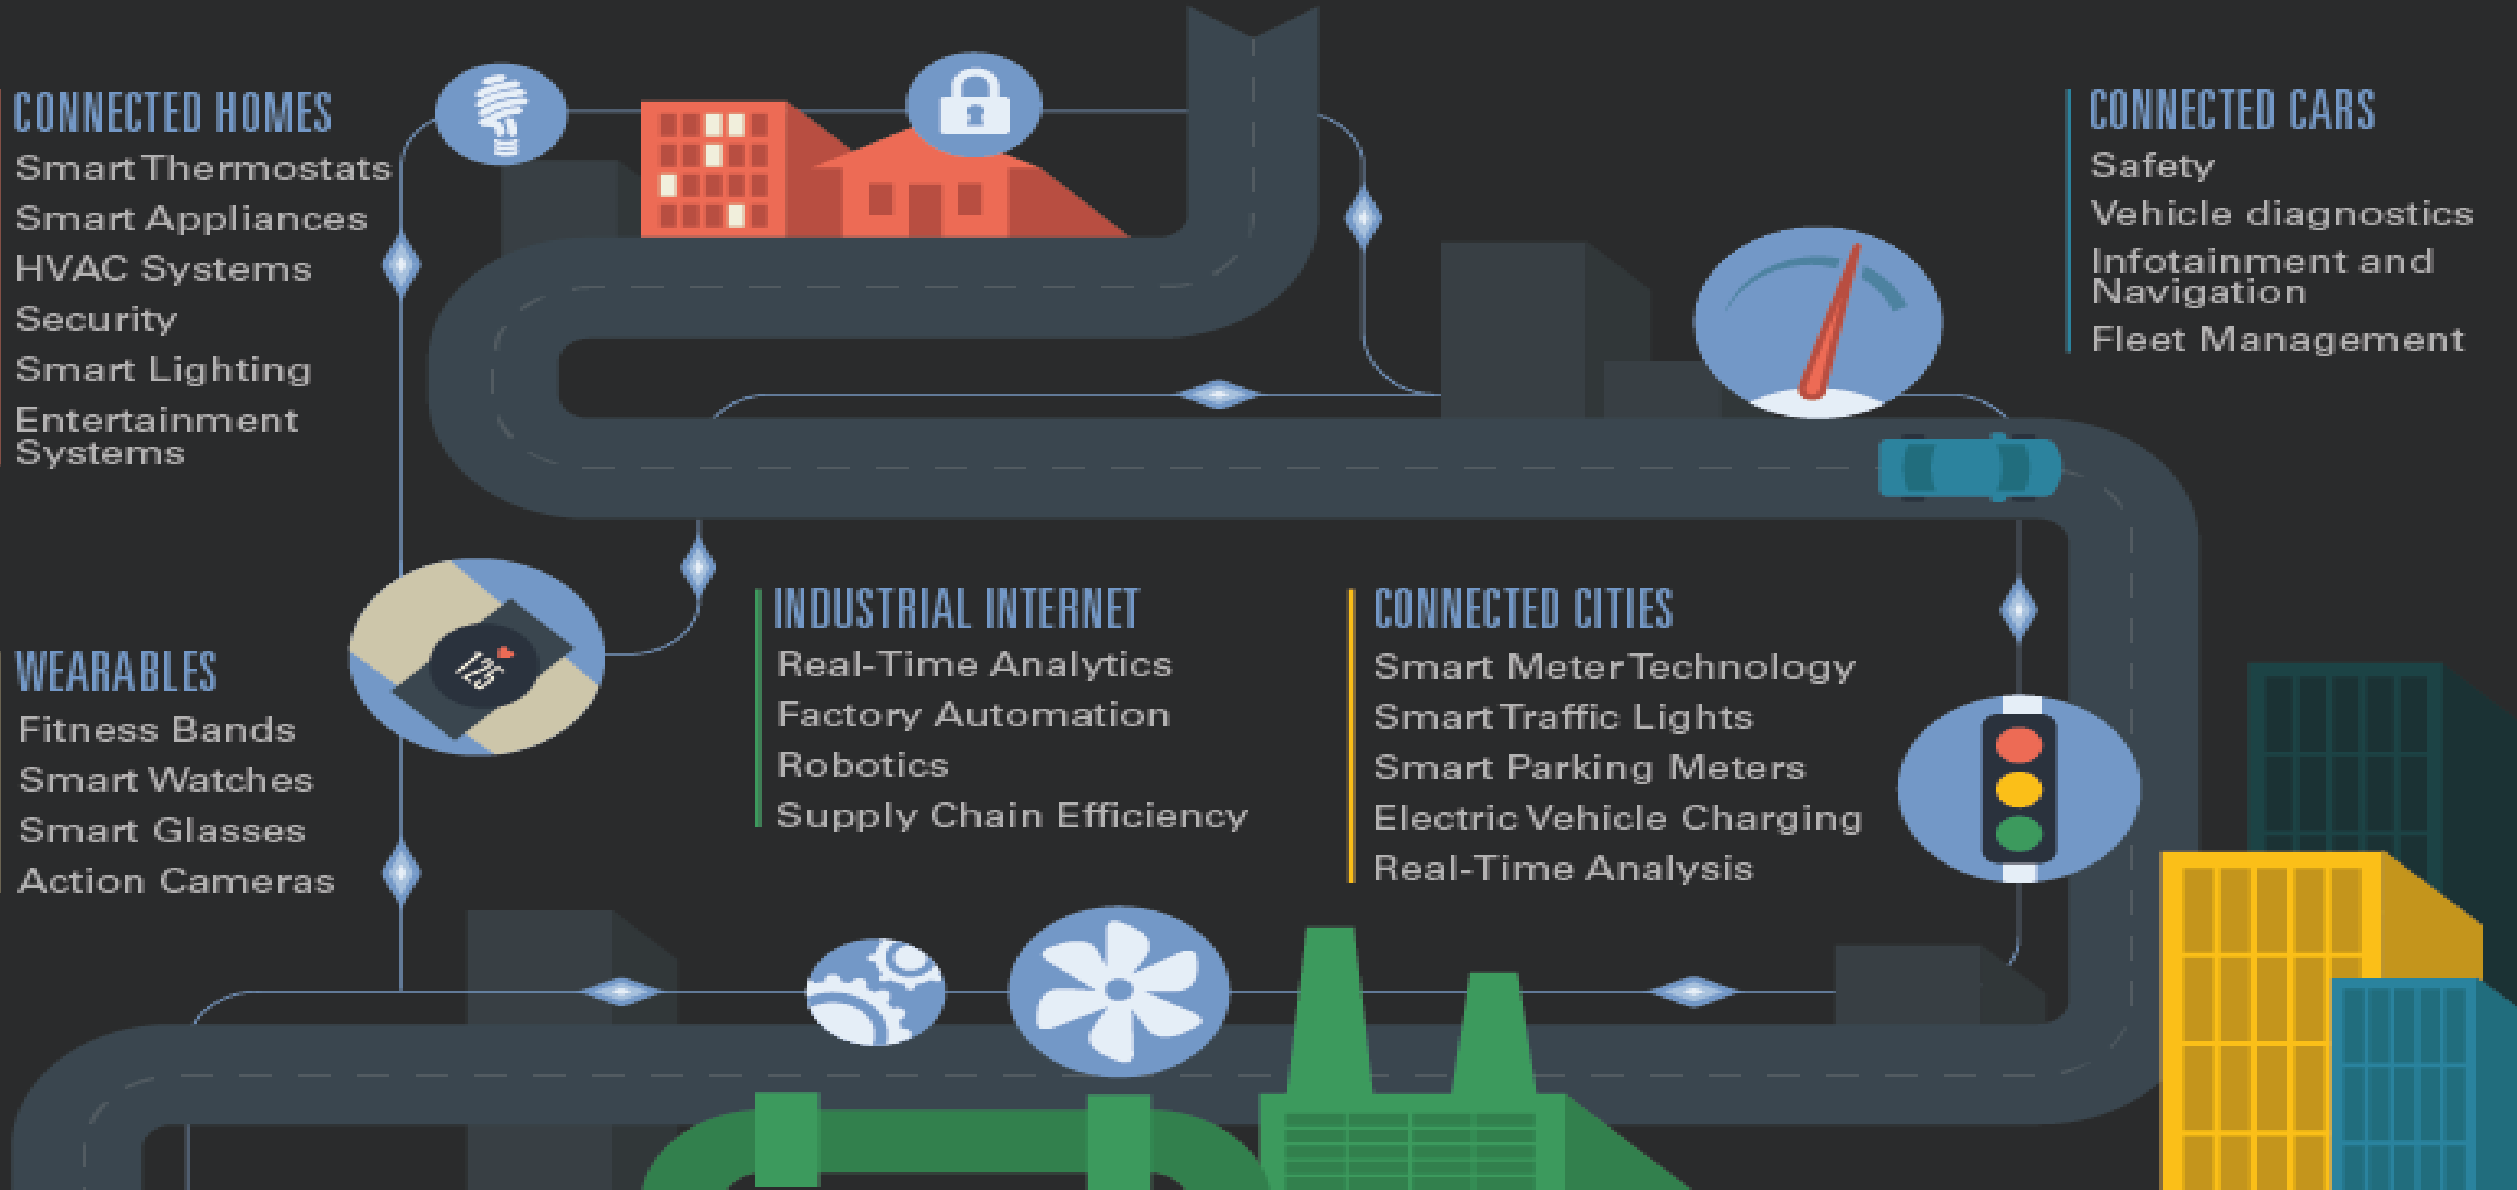 CONNECTED HOMES
Smart Thermostats
Smart Appliances
HVAC Systems
Security
Smart Lighting
Entertainment
Systems
CONNECTED CARS
Safety
Vehicle diagnostics
Infotainment and
Navigation
Fleet Management
WEARABLES
Fitness Bands
Smart Watches
Smart Glasses
Action Cameras
125
INDUSTRIAL INTERNET
Real-Time Analytics
Factory Automation
Robotics
Supply Chain Efficiency
CONNECTED CITIES
Smart Meter Technology
Smart Traffic Lights
Smart Parking Meters
Electric Vehicle Charging
Real-Time Analysis